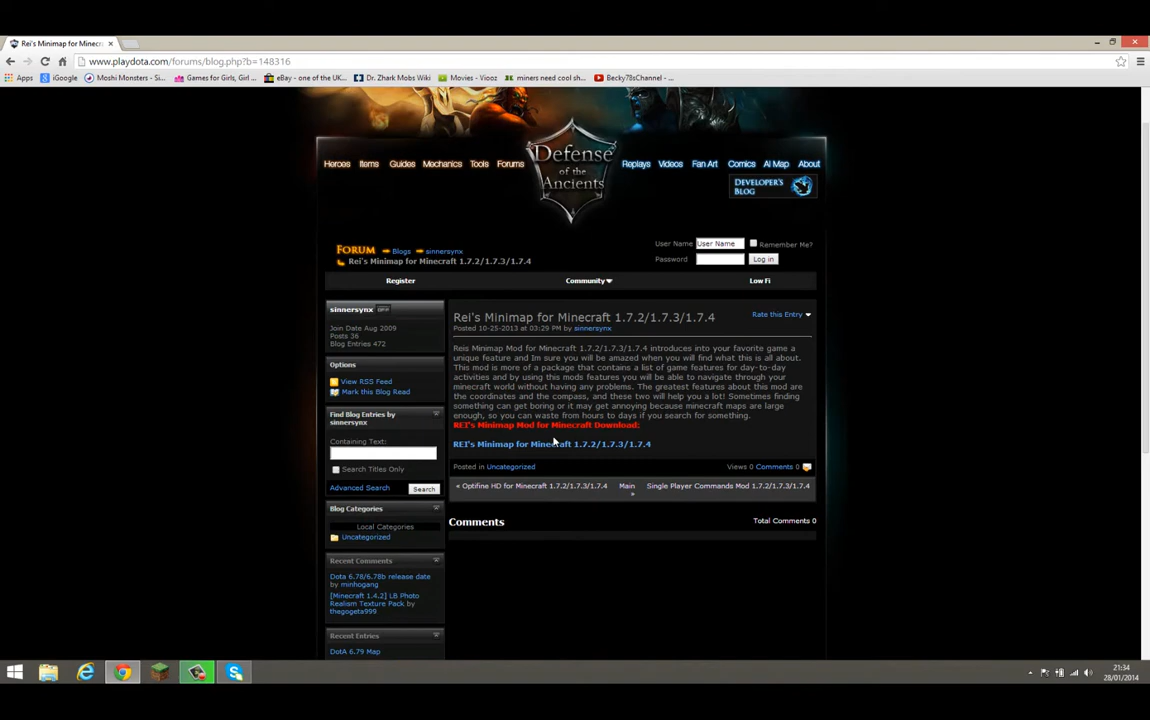 Rei's Minimap for Minecr
www.playdota.com/forums/blog.php?b=148316
Apps iGoogle Moshi Monsters - Si... Games for Girls, Girl ... eBay - one of the UK... Dr. Zhark Mobs Wiki Movies - Viooz miners need cool sh... Becky78sChannel - ...
Heroes Items Guides Mechanics Tools Forums
Defense
of the
Ancients
Replays Videos Fan Art Comics AI Map About
DEVELOPER'S
BLOG
FORUM Blogs sinnersynx
Rei's Minimap for Minecraft 1.7.2/1.7.3/1.7.4
User Name User Name Remember Me?
Password Log in
Register Community Low Fi
sinnersynx OFF
Join Date Aug 2009
Posts 36
Blog Entries 472
Options
View RSS Feed
Mark this Blog Read
Find Blog Entries by
sinnersynx
Containing Text:
Search Titles Only
Advanced Search Search
Blog Categories
Local Categories
Uncategorized
Recent Comments
Dota 6.78/6.78b release date
by minhogang
[Minecraft 1.4.2] LB Photo
Realism Texture Pack by
thegogeta999
Recent Entries
DotA 6.79 Map
Rei's Minimap for Minecraft 1.7.2/1.7.3/1.7.4
Rate this Entry
Posted 10-25-2013 at 03:29 PM by sinnersynx
Reis Minimap Mod for Minecraft 1.7.2/1.7.3/1.7.4 introduces into your favorite game a
unique feature and Im sure you will be amazed when you will find what this is all about.
This mod is more of a package that contains a list of game features for day-to-day
activities and by using this mods features you will be able to navigate through your
minecraft world without having any problems. The greatest features about this mod are
the coordinates and the compass, and these two will help you a lot! Sometimes finding
something can get boring or it may get annoying because minecraft maps are large
enough, so you can waste from hours to days if you search for something.
REI's Minimap Mod for Minecraft Download:
REI's Minimap for Minecraft 1.7.2/1.7.3/1.7.4
Posted in Uncategorized
Views 0 Comments 0
« Optifine HD for Minecraft 1.7.2/1.7.3/1.7.4 Main Single Player Commands Mod 1.7.2/1.7.3/1.7.4
»
Comments
Total Comments 0
21:34
28/01/2014